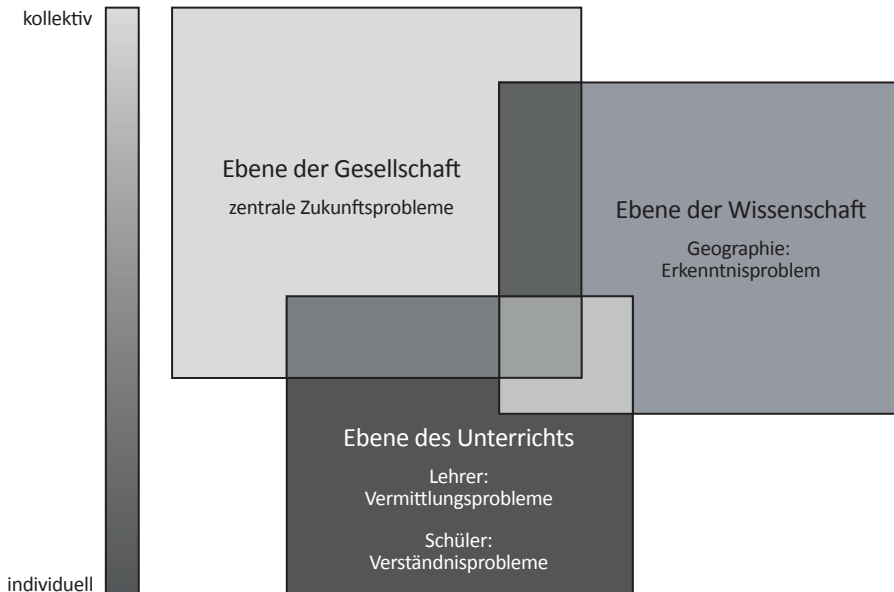 kollektiv
Ebene der Gesellschaft
zentrale Zukunftsprobleme
Ebene der Wissenschaft
Geographie:
Erkenntnisproblem
Ebene des Unterrichts
Lehrer:
Vermittlungsprobleme
Schüler:
Verständnisprobleme
individuell